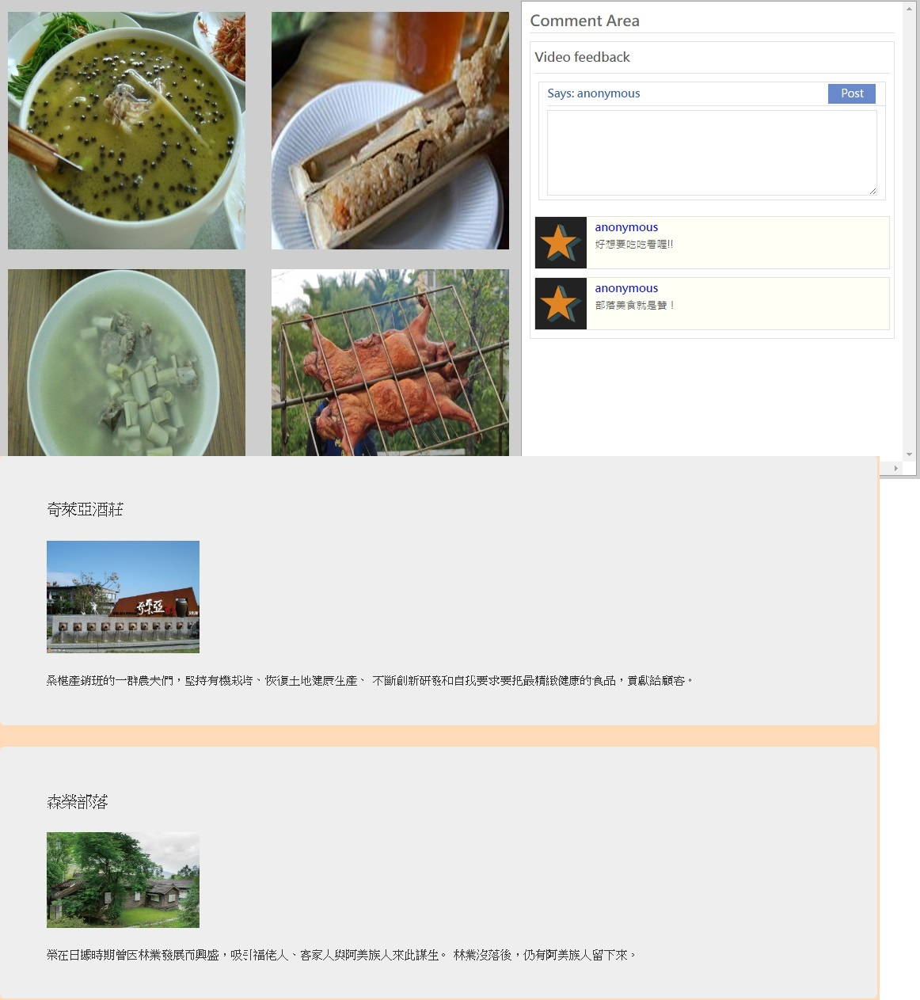 Comment Area
Video feedback
Says: anonymous
Post
anonymous
好想要吃吃看喔!!
anonymous
部落美食就是贊！
奇萊亞酒莊
奇萊亞
桑椹產銷班的一群農夫們，堅持有機栽培、恢復土地健康生產、 不斷創新研發和自我要求要把最精緻健康的食品，貢獻給顧客。
森榮部落
榮在日據時期曾因林業發展而興盛，吸引福佬人、客家人與阿美族人來此謀生。 林業沒落後，仍有阿美族人留下來。